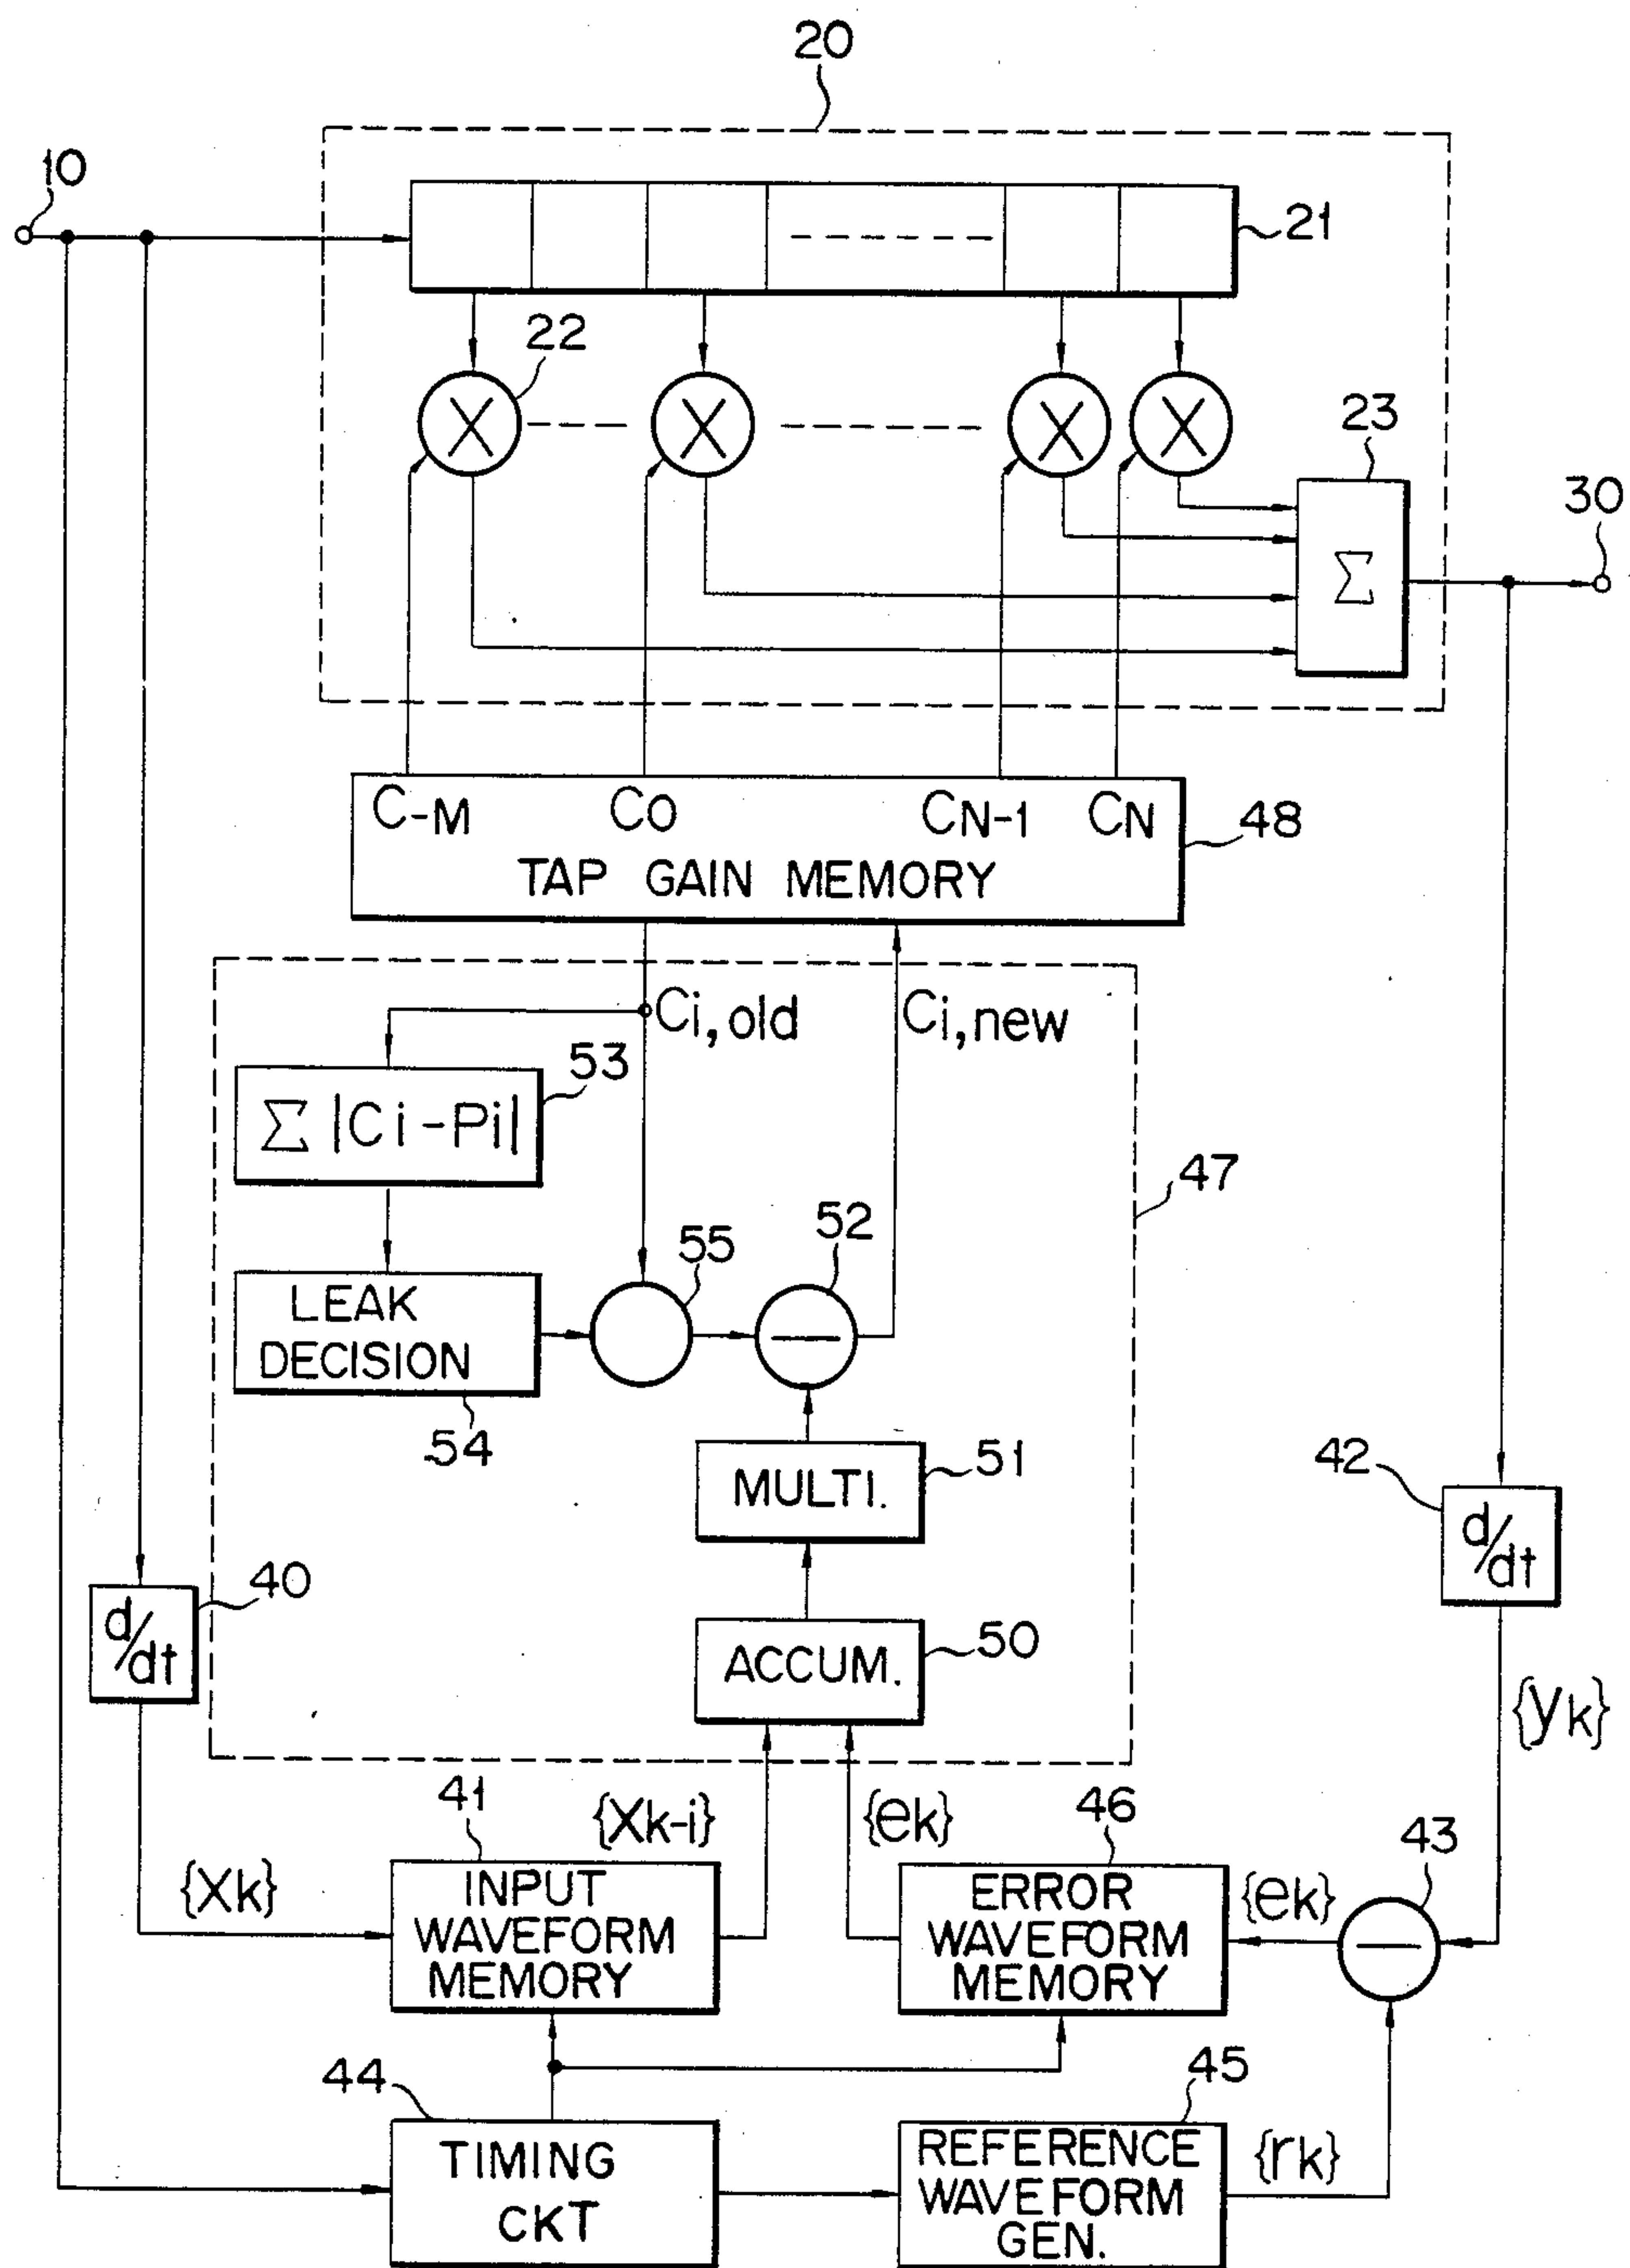 20
10
21
22
23
30
Σ
C-M C0 CN-1 CN
48
TAP GAIN MEMORY
Ci,old
Ci,new
53
Σ |Ci-Pi|
47
52
55
LEAK
DECISION
54
51
MULTI.
42
d/dt
40
d/dt
50
ACCUM.
{yk}
41
{Xk-i}
{ek}
46
43
{Xk}
INPUT
WAVEFORM
MEMORY
ERROR
WAVEFORM
MEMORY
{ek}
44
45
TIMING
CKT
REFERENCE
WAVEFORM
GEN.
{rk}